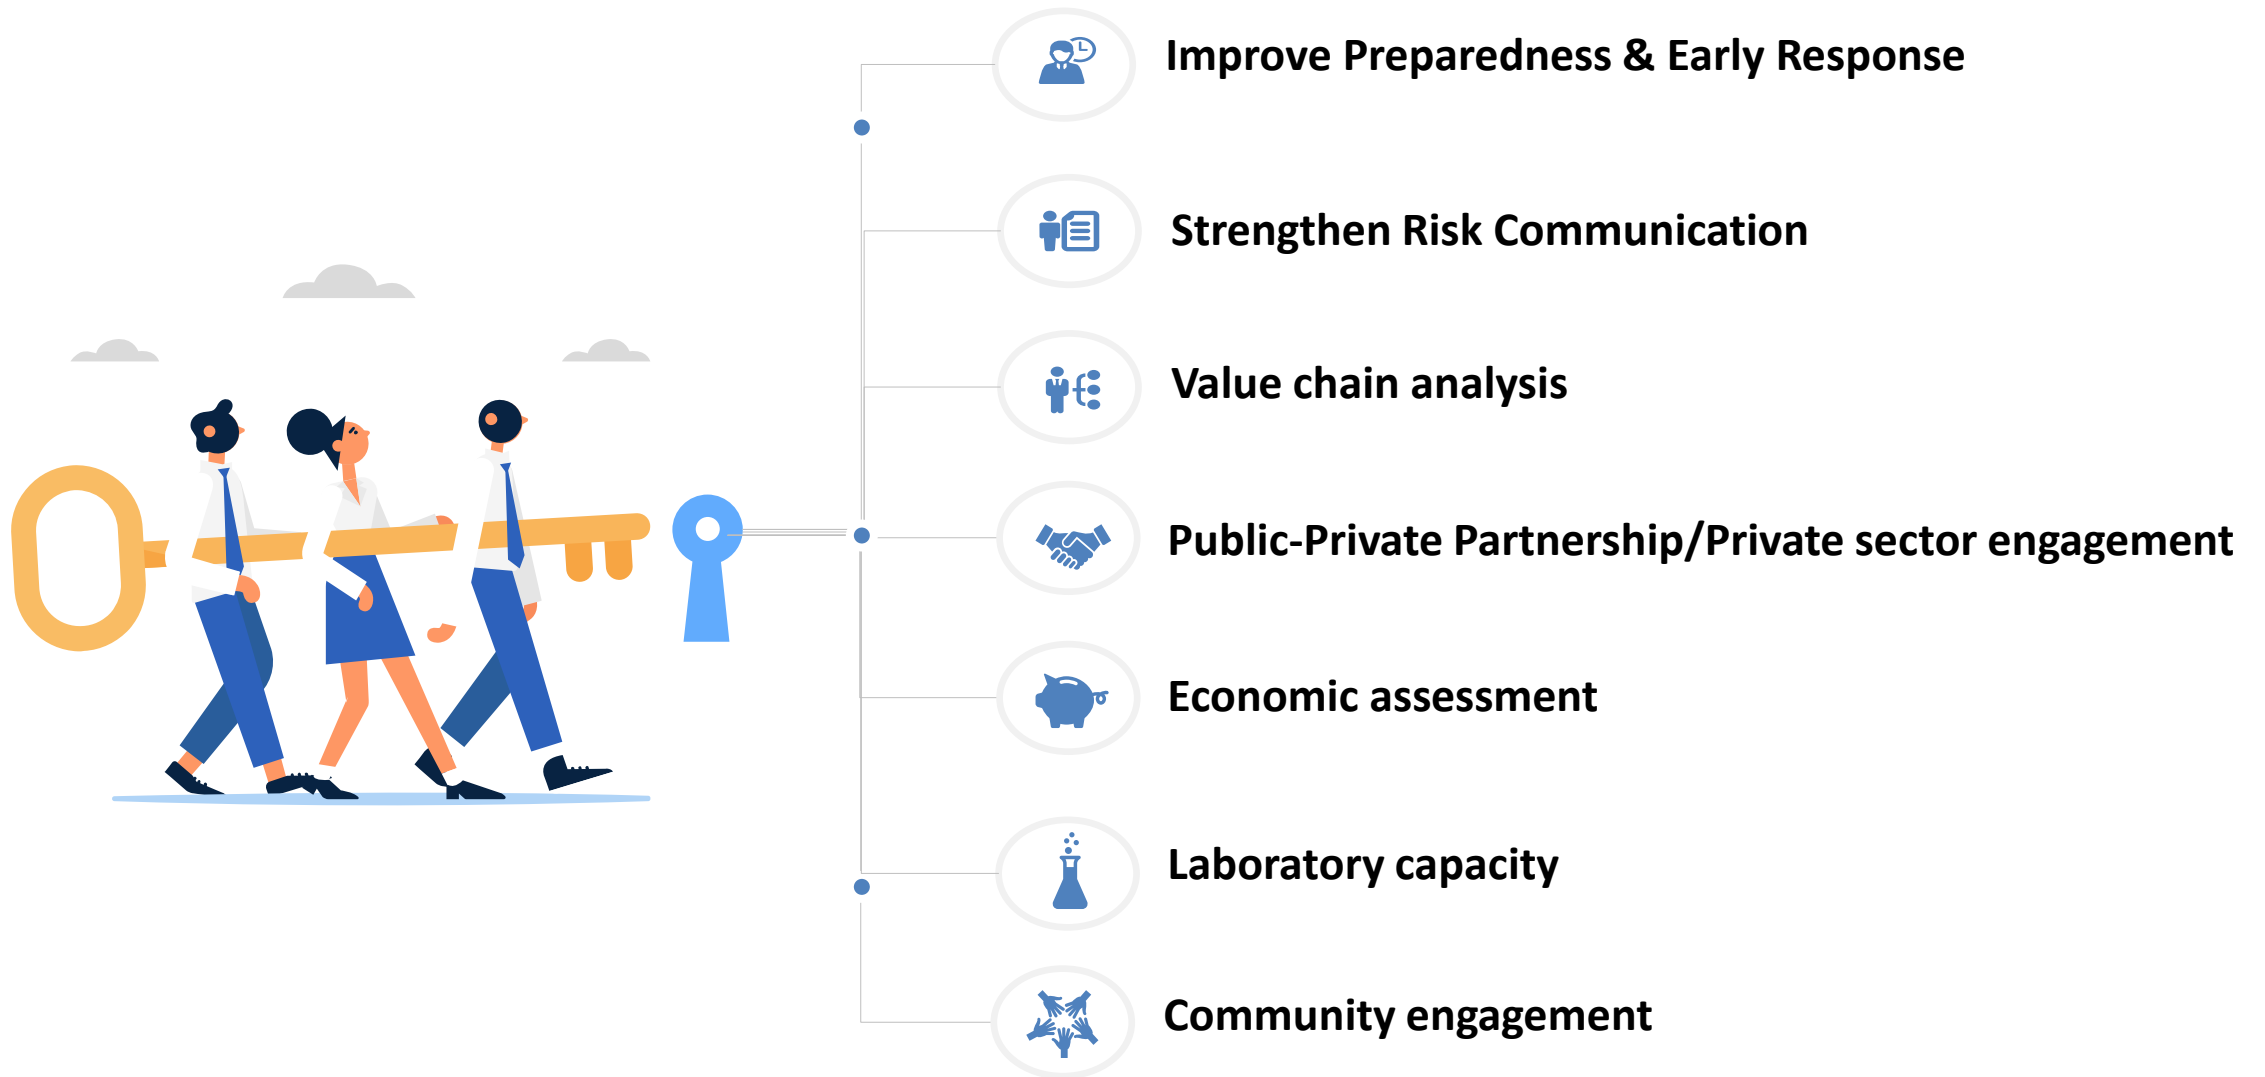 Improve Preparedness & Early Response
Strengthen Risk Communication
Value chain analysis
Public-Private Partnership/Private sector engagement
Economic assessment
Laboratory capacity
Community engagement